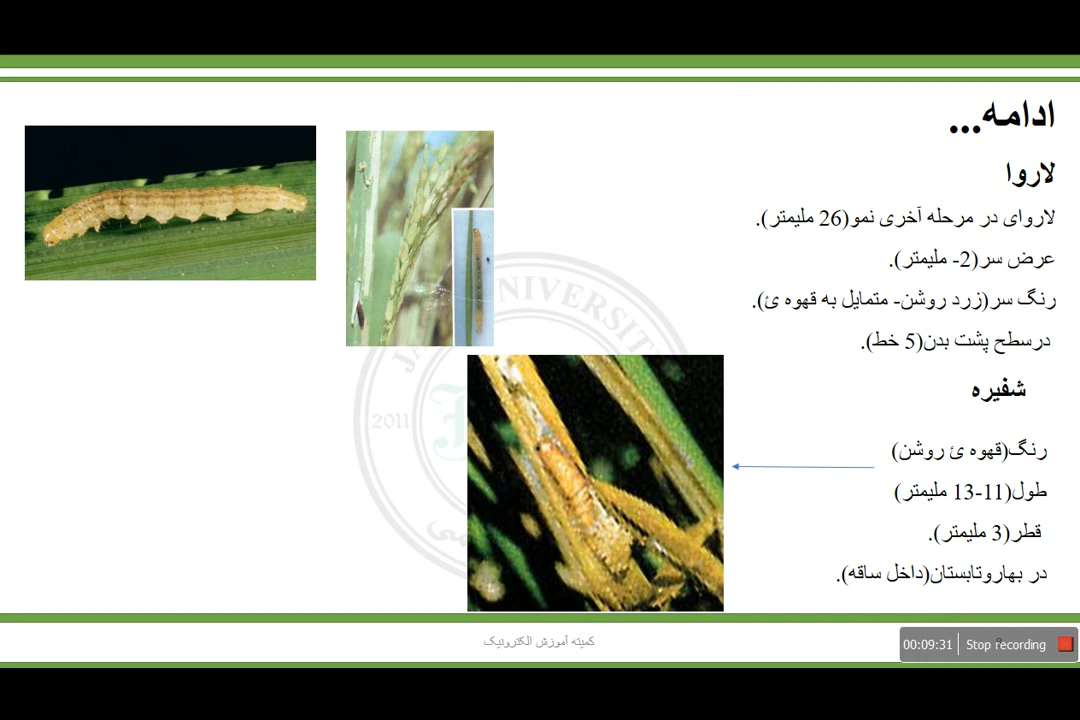 ادامه...
لاروا
لاروای در مرحله آخری نمو(26 ملیمتر).
عرض سر(2- ملیمتر).
رنگ سر(زرد روشن- متمایل به قهوه ئ).
درسطح پشت بدن(5 خط).
شفیره
رنگ(قهوه ئ روشن)
طول(11-13 ملیمتر)
قطر(3 ملیمتر).
در بهاروتابستان(داخل ساقه).
2011
کمیته آموزش الکترونیک
00:09:31 Stop recording